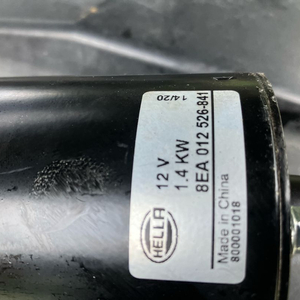 14/20
12 V
1.4 KW
8EA 012 526-841
Made in China
800001018
HELLA